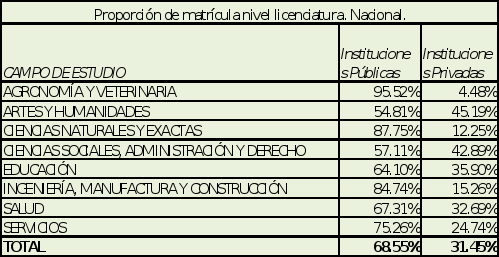 Proporción de matrícula nivel licenciatura. Nacional.
CAMPO DE ESTUDIO Institucione s Públicas Institucione s Privadas
AGRONOMÍA Y VETERINARIA 95.52% 4.48%
ARTES Y HUMANIDADES 54.81% 45.19%
CIENCIAS NATURALES Y EXACTAS 87.75% 12.25%
CIENCIAS SOCIALES, ADMINISTRACIÓN Y DERECHO 57.11% 42.89%
EDUCACIÓN 64.10% 35.90%
INGENIERÍA, MANUFACTURA Y CONSTRUCCIÓN 84.74% 15.26%
SALUD 67.31% 32.69%
SERVICIOS 75.26% 24.74%
TOTAL 68.55% 31.45%